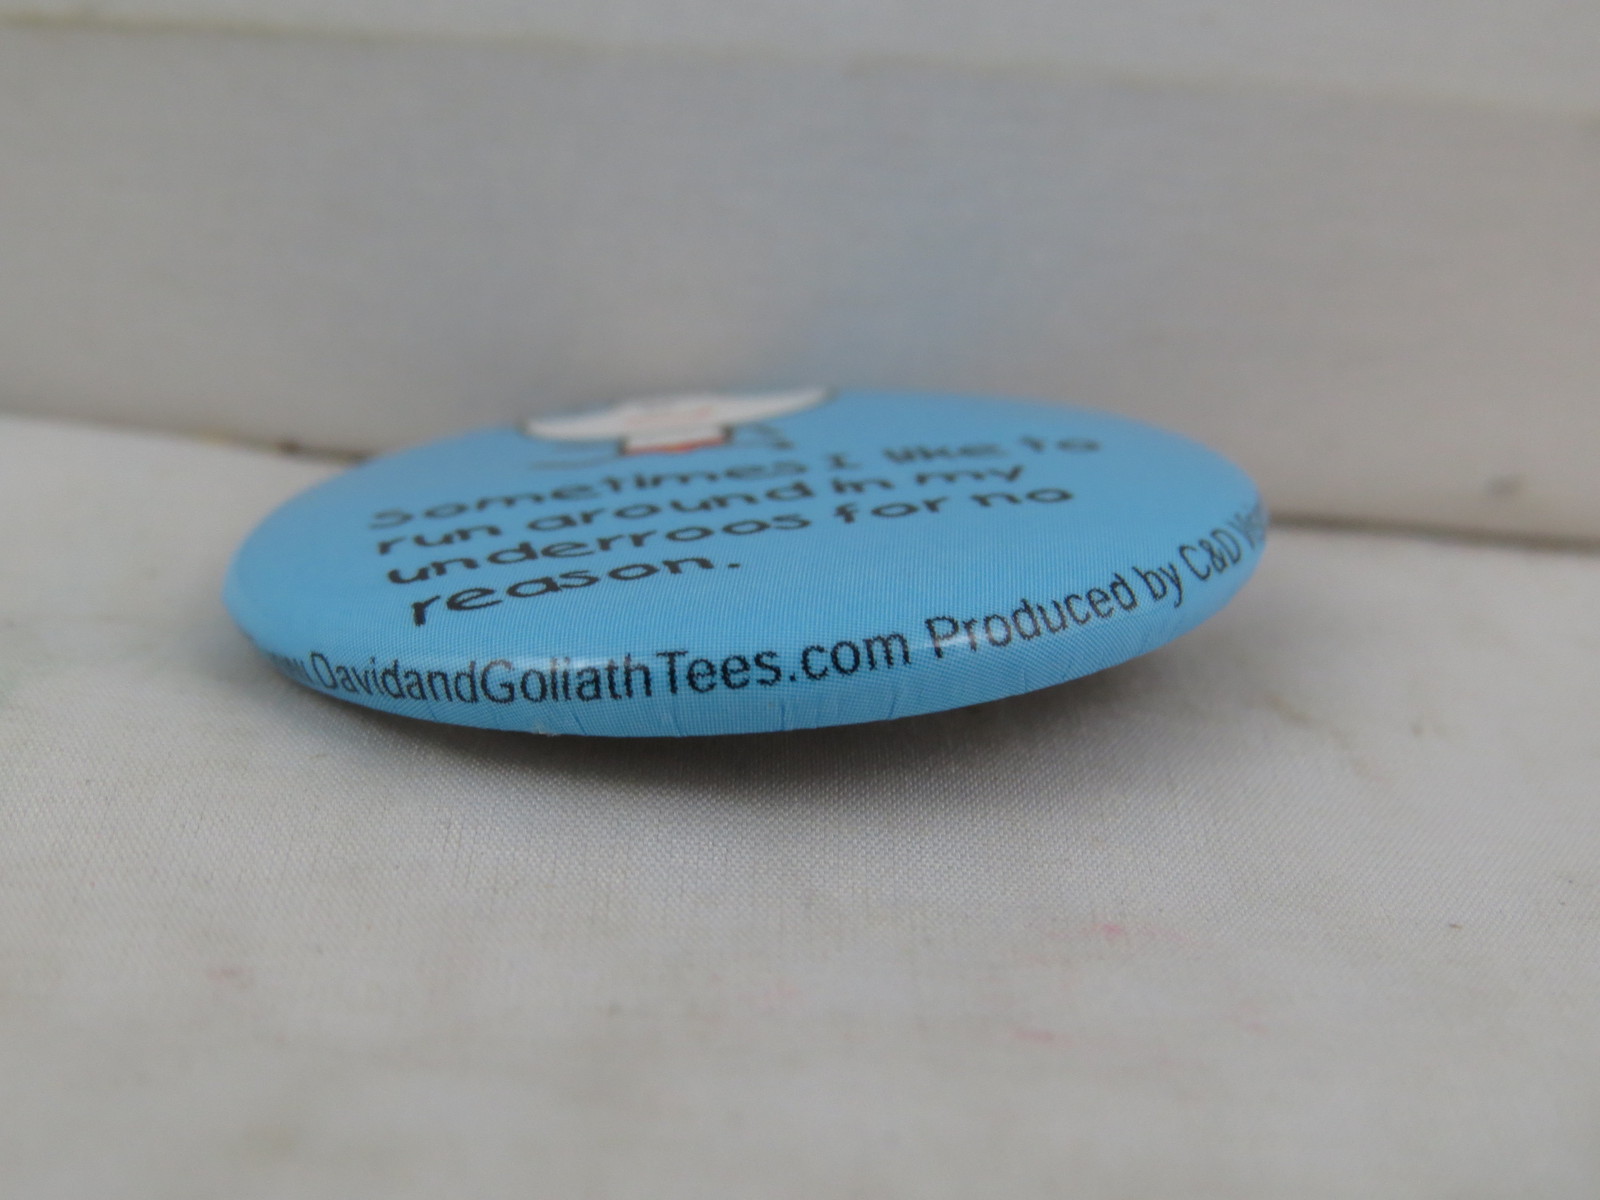 Sometimes I like to
run around in my
underroos for no
reason.
DavidandGoliathTees.com Produced by C&D